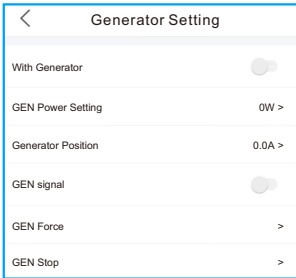 Generator Setting
With Generator
GEN Power Setting 0W >
Generator Position 0.0A >
GEN signal
GEN Force >
GEN Stop >